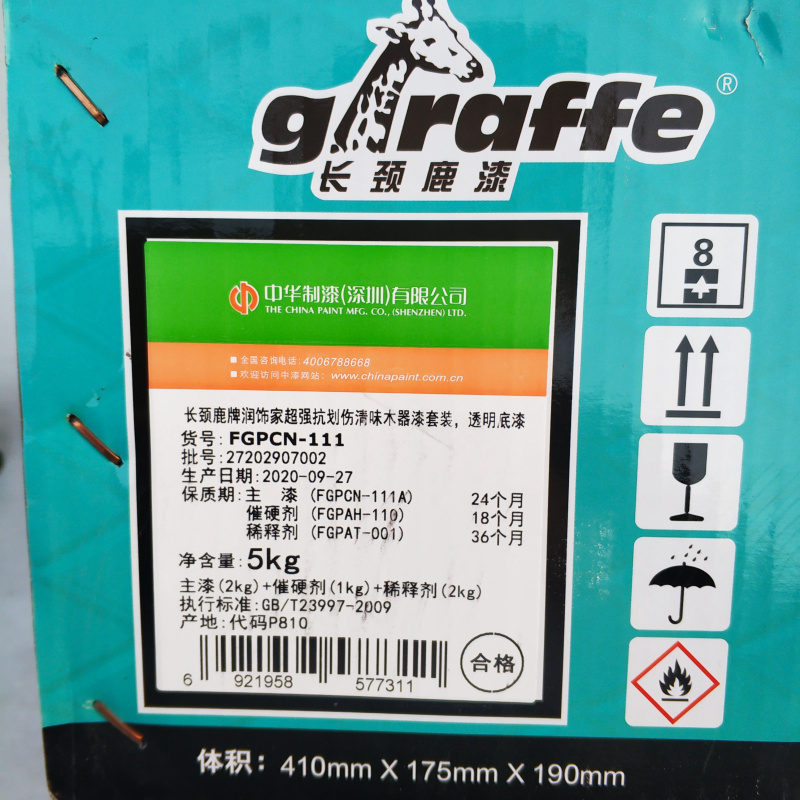 giraffe®
长颈鹿漆
8
中华制漆(深圳)有限公司
THE CHINA PAINT MFG. CO., (SHENZHEN) LTD.
■ 全国咨询电话: 4006788668
■ 欢迎访问中漆网站: www.chinapaint.com.cn
长颈鹿牌润饰家超强抗划伤清味木器漆套装, 透明底漆
货号: FGPCN-111
批号: 27202907002
生产日期: 2020-09-27
保质期: 主 漆 (FGPCN-111A) 24个月
催硬剂 (FGPAH-110) 18个月
稀释剂 (FGPAT-001) 36个月
净含量: 5kg
主漆(2kg)+催硬剂(1kg)+稀释剂(2kg)
执行标准: GB/T23997-2009
产地: 代码P810
合格
6 921958 577311
体积: 410mm X 175mm X 190mm